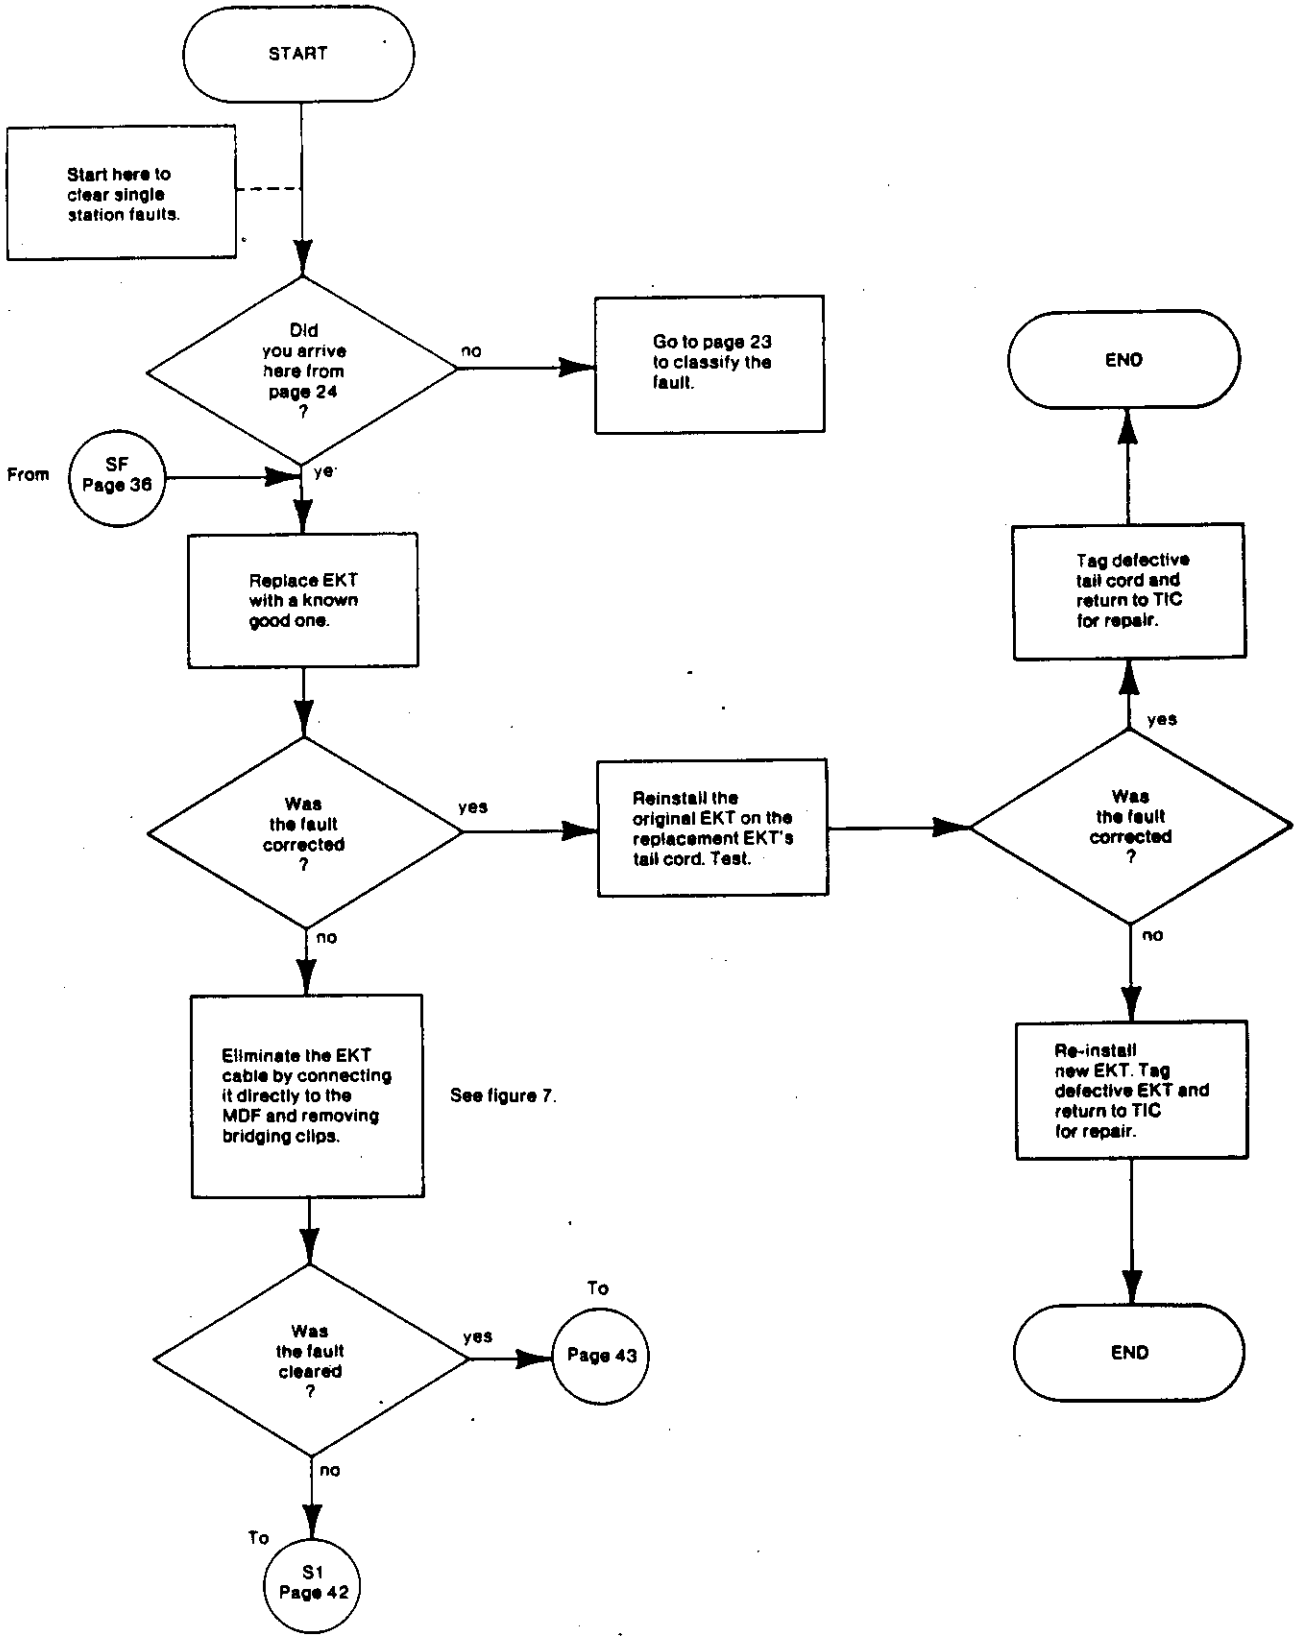 START
Start here to
clear single
station faults.
Did
you arrive
here from
page 24
?
no
Go to page 23
to classify the
fault.
END
From
SF
Page 36
Replace EKT
with a known
good one.
Tag defective
tail cord and
return to TIC
for repair.
yes
Was
the fault
corrected
?
yes
Reinstall the
original EKT on the
replacement EKT's
tail cord. Test.
Was
the fault
corrected
?
no
no
Eliminate the EKT
cable by connecting
it directly to the
MDF and removing
bridging clips.
See figure 7.
Re-install
new EKT. Tag
defective EKT and
return to TIC
for repair.
Was
the fault
cleared
?
yes
To
Page 43
END
no
To
S1
Page 42